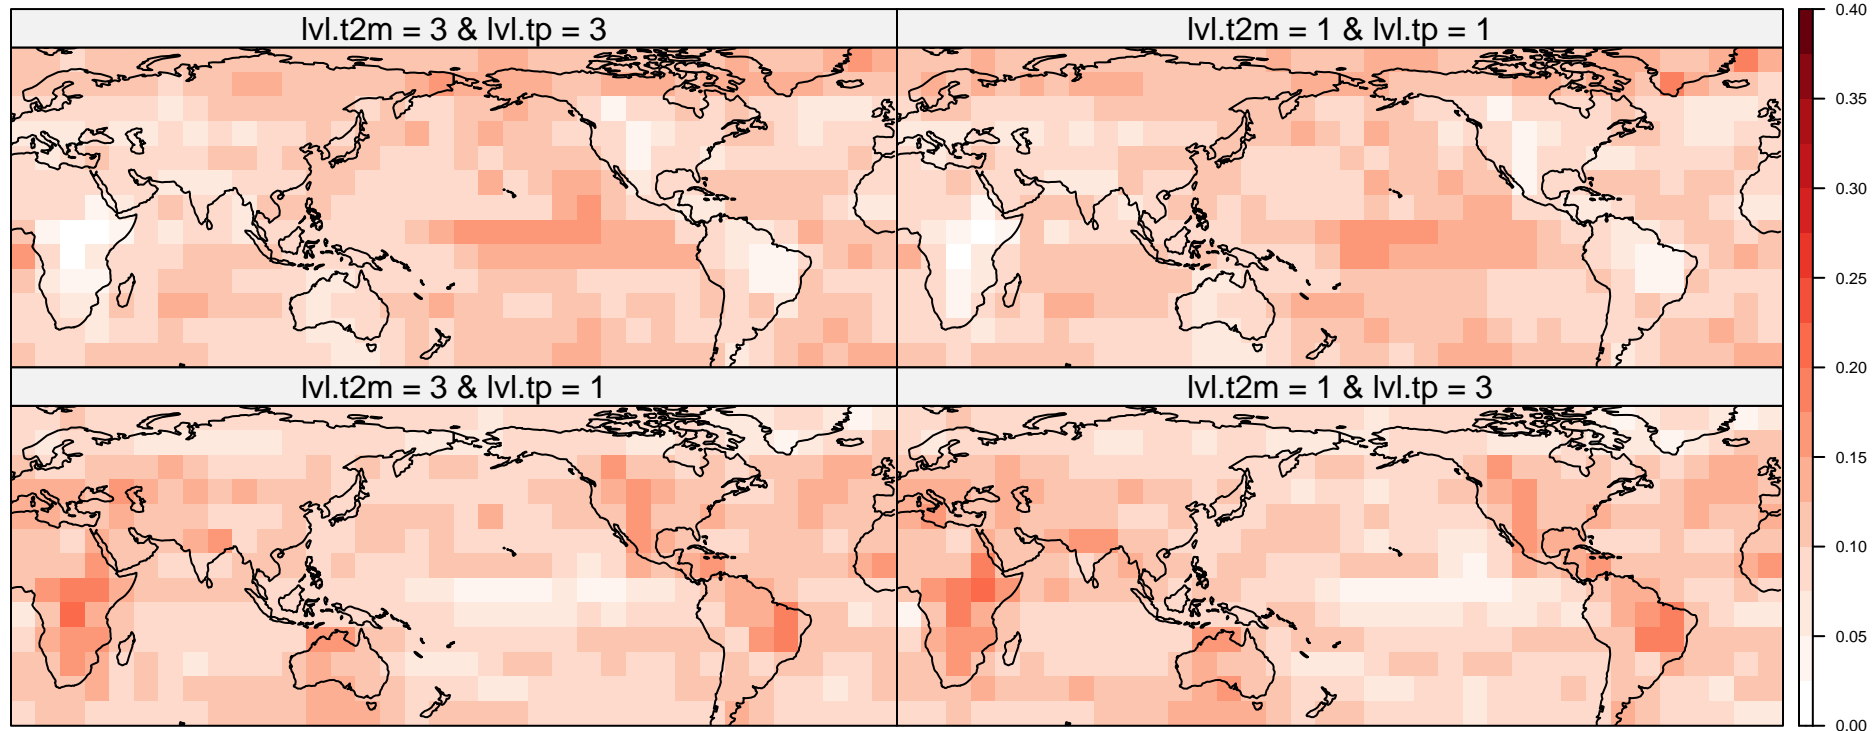 lvl.t2m = 3 & lvl.tp = 3
lvl.t2m = 1 & lvl.tp = 1
lvl.t2m = 3 & lvl.tp = 1
lvl.t2m = 1 & lvl.tp = 3
0.40
0.35
0.30
0.25
0.20
0.15
0.10
0.05
0.00